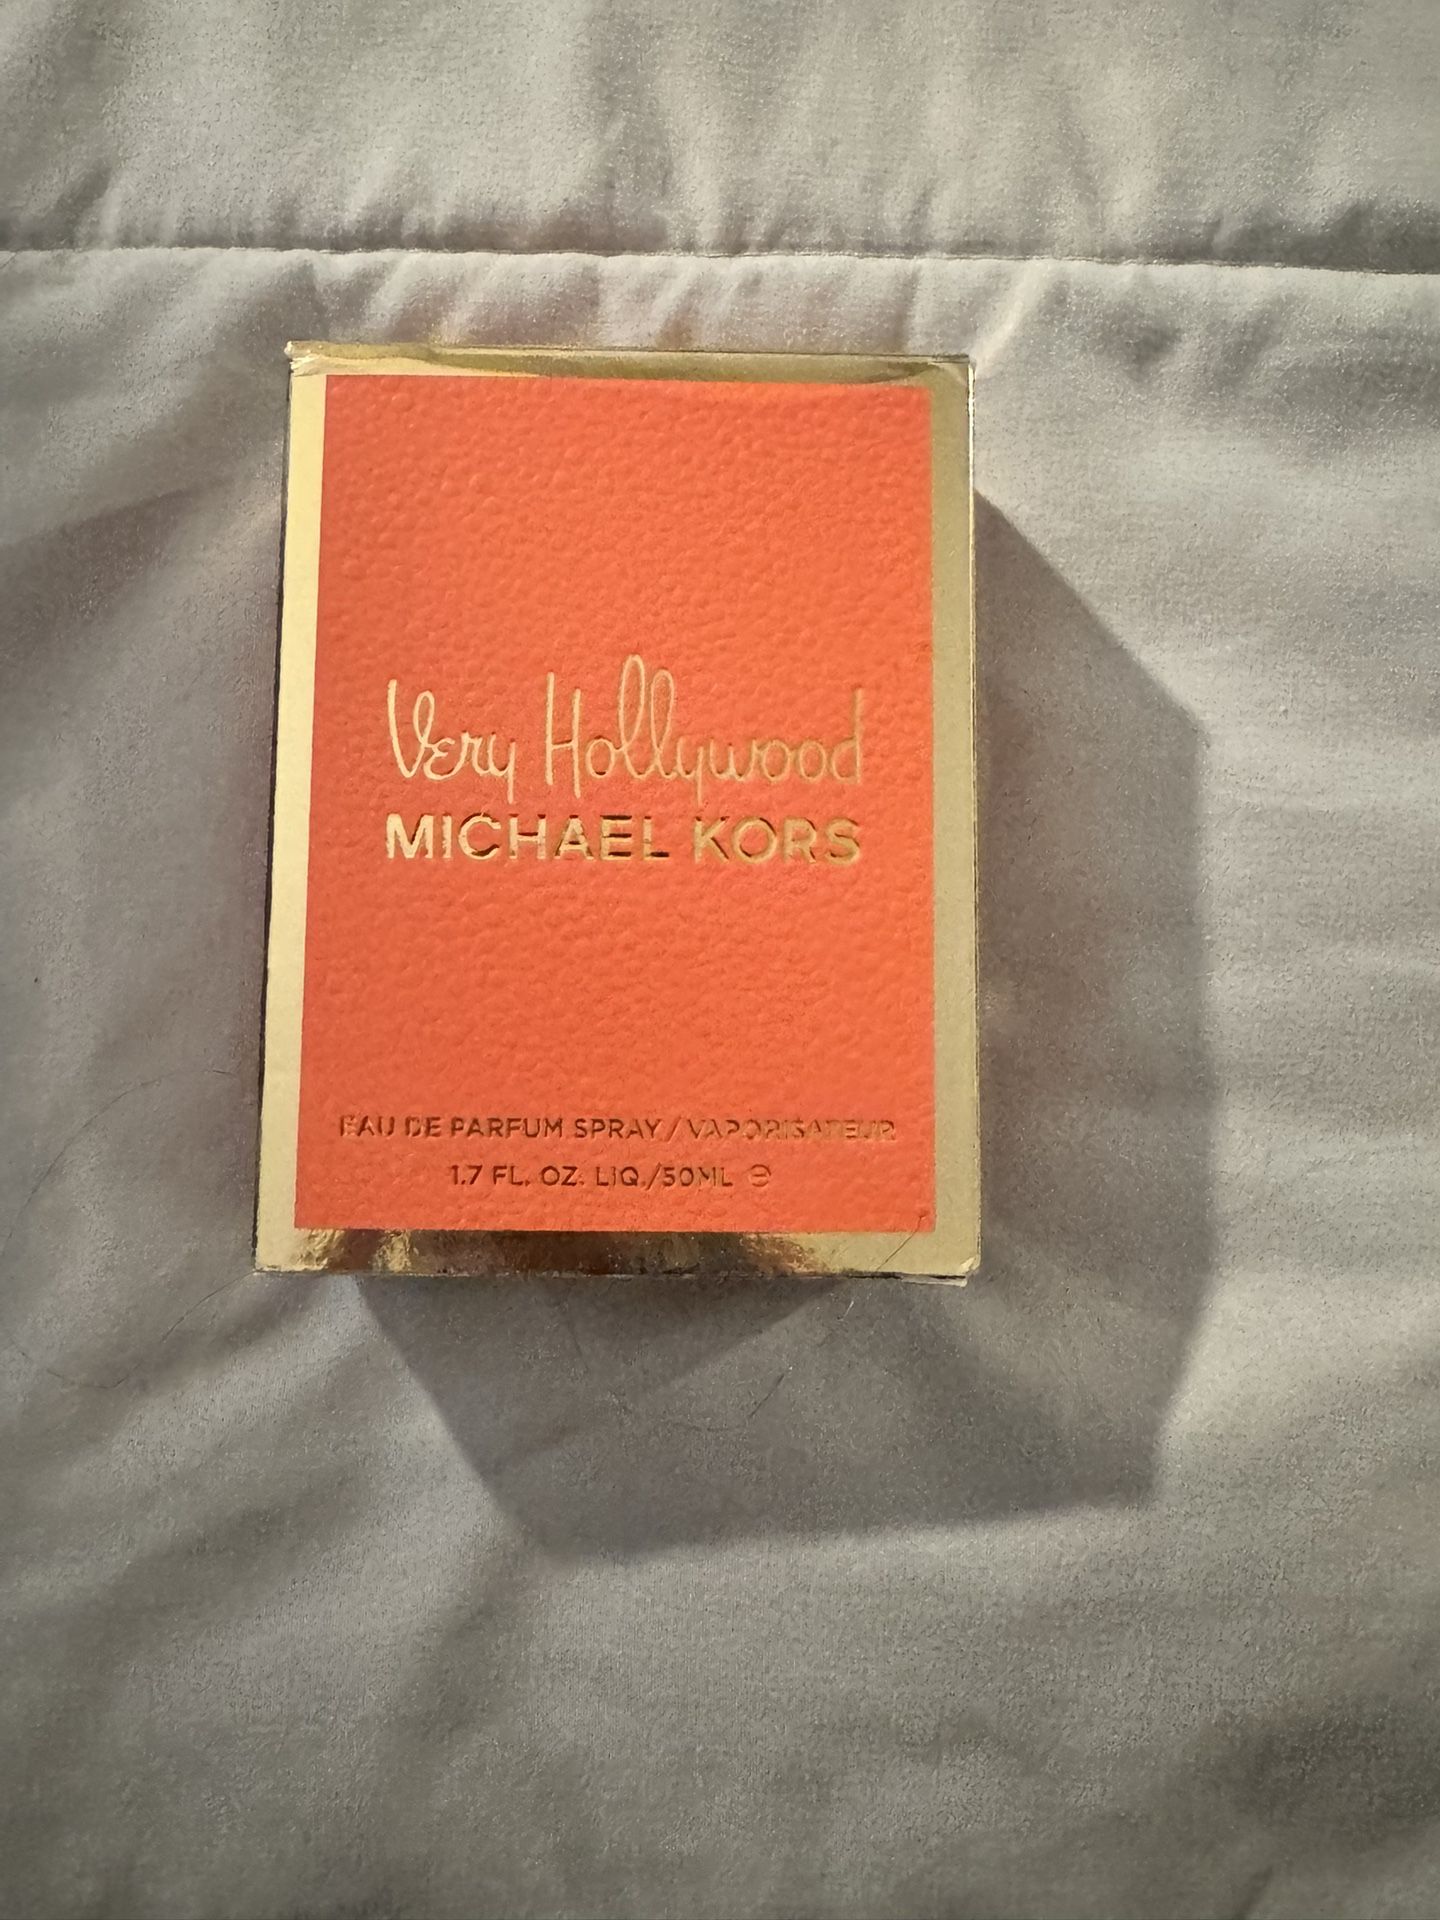 Very Hollywood
MICHAEL KORS
EAU DE PARFUM SPRAY / VAPORISATEUR
1.7 FL. OZ. LIQ./50ML ℮